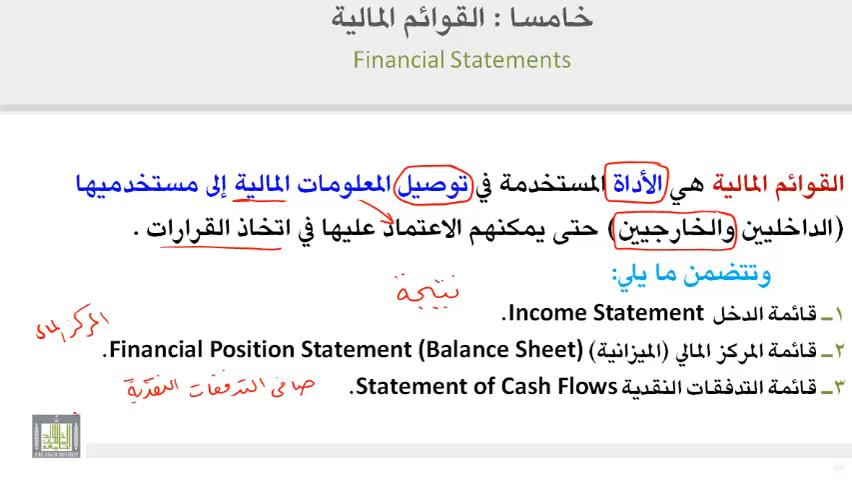 خامسا : القوائم المالية
Financial Statements
القوائم المالية هي الأداة المستخدمة في توصيل المعلومات المالية إلى مستخدميها
(الداخليين والخارجيين) حتى يمكنهم الاعتماد عليها في اتخاذ القرارات .
وتتضمن ما يلي:
نتيجة
١ـ قائمة الدخل Income Statement.
المركز المالي
٢ـ قائمة المركز المالي (الميزانية) Financial Position Statement (Balance Sheet).
٣ـ قائمة التدفقات النقدية Statement of Cash Flows.
صافي التدفقات النقدية
KING KHALID UNIVERSITY